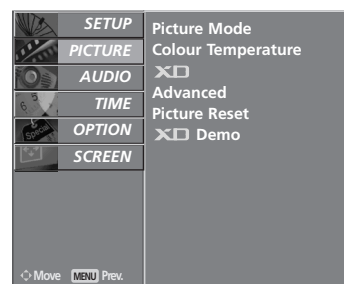 SETUP
PICTURE
AUDIO
TIME
OPTION
SCREEN
Picture Mode
Colour Temperature
XD
Advanced
Picture Reset
XD Demo
Move MENU Prev.